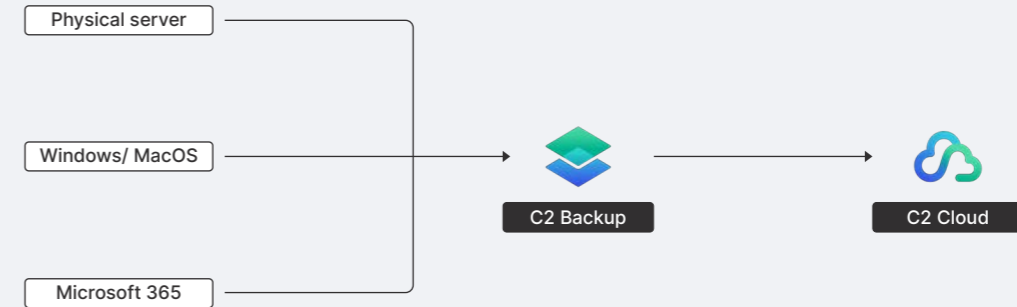 Physical server
Windows/ MacOS
C2 Backup
C2 Cloud
Microsoft 365